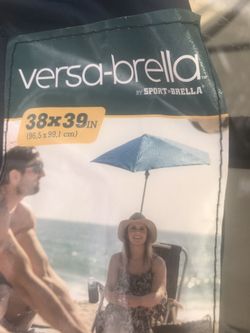 versa-brella
BY SPORT-BRELLA
38x39IN
(96,5 x 99,1 cm)